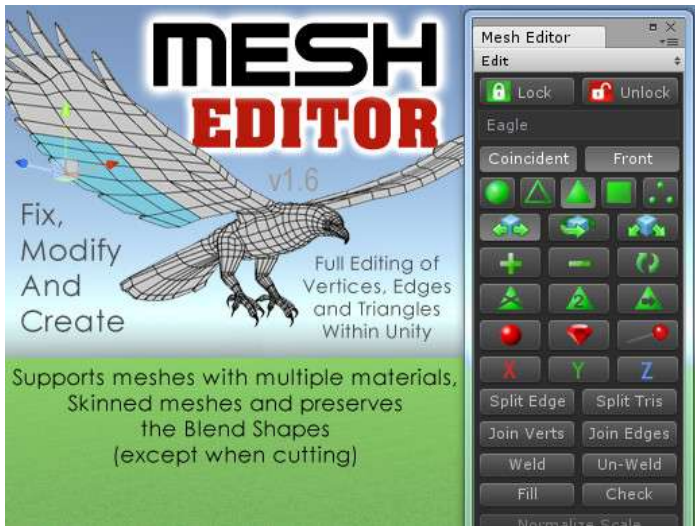 MESH
EDITOR
v1.6
Fix,
Modify
And
Create
Full Editing of
Vertices, Edges
and Triangles
Within Unity
Supports meshes with multiple materials,
Skinned meshes and preserves
the Blend Shapes
(except when cutting)
Mesh Editor
Edit
Lock Unlock
Eagle
Coincident Front
2
X Y Z
Split Edge Split Tris
Join Verts Join Edges
Weld Un-Weld
Fill Check
Normalize Scale